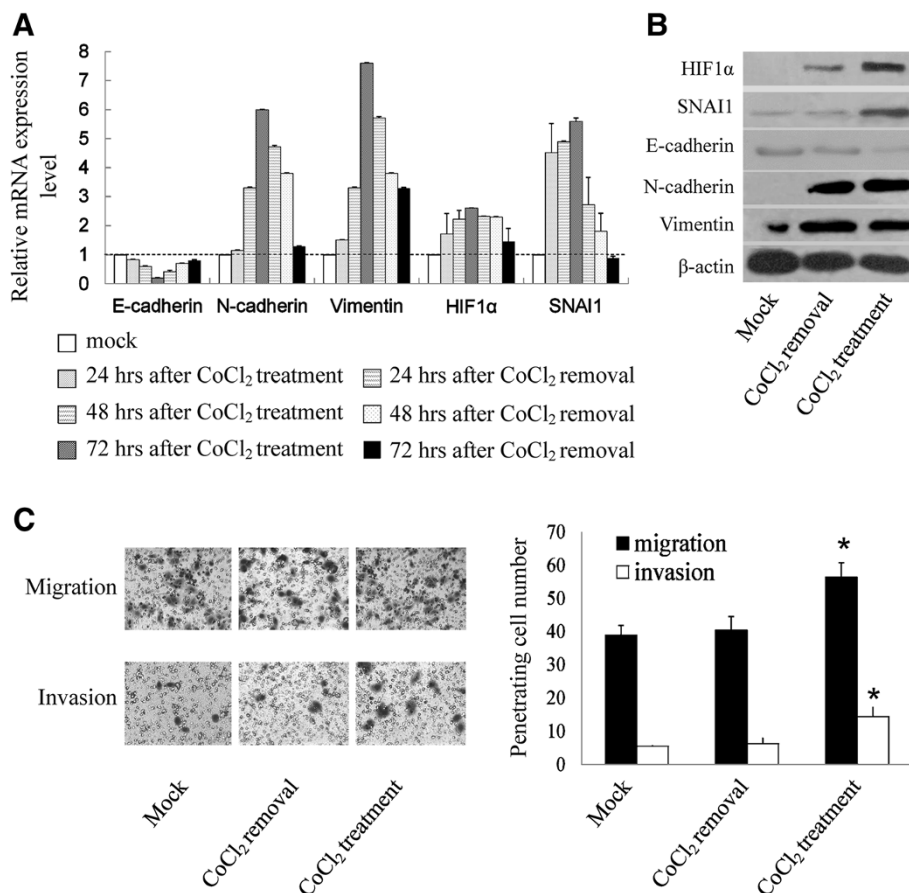 A
Relative mRNA expression
level
8
7
6
5
4
3
2
1
0
E-cadherin N-cadherin Vimentin HIF1α SNAI1
mock
24 hrs after CoCl₂ treatment
48 hrs after CoCl₂ treatment
72 hrs after CoCl₂ treatment
24 hrs after CoCl₂ removal
48 hrs after CoCl₂ removal
72 hrs after CoCl₂ removal
B
HIF1α
SNAI1
E-cadherin
N-cadherin
Vimentin
β-actin
Mock
CoCl₂ removal
CoCl₂ treatment
C
Migration
Invasion
Mock
CoCl₂ removal
CoCl₂ treatment
Penetrating cell number
70
60
50
40
30
20
10
0
migration
invasion
*
*
Mock
CoCl₂ removal
CoCl₂ treatment